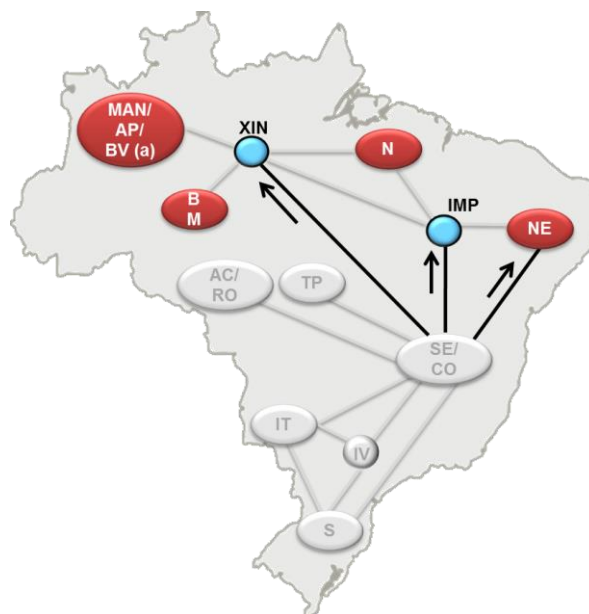 MAN/
AP/
BV (a)
XIN
N
B
M
IMP
NE
AC/
RO
TP
SE/
CO
IT
IV
S